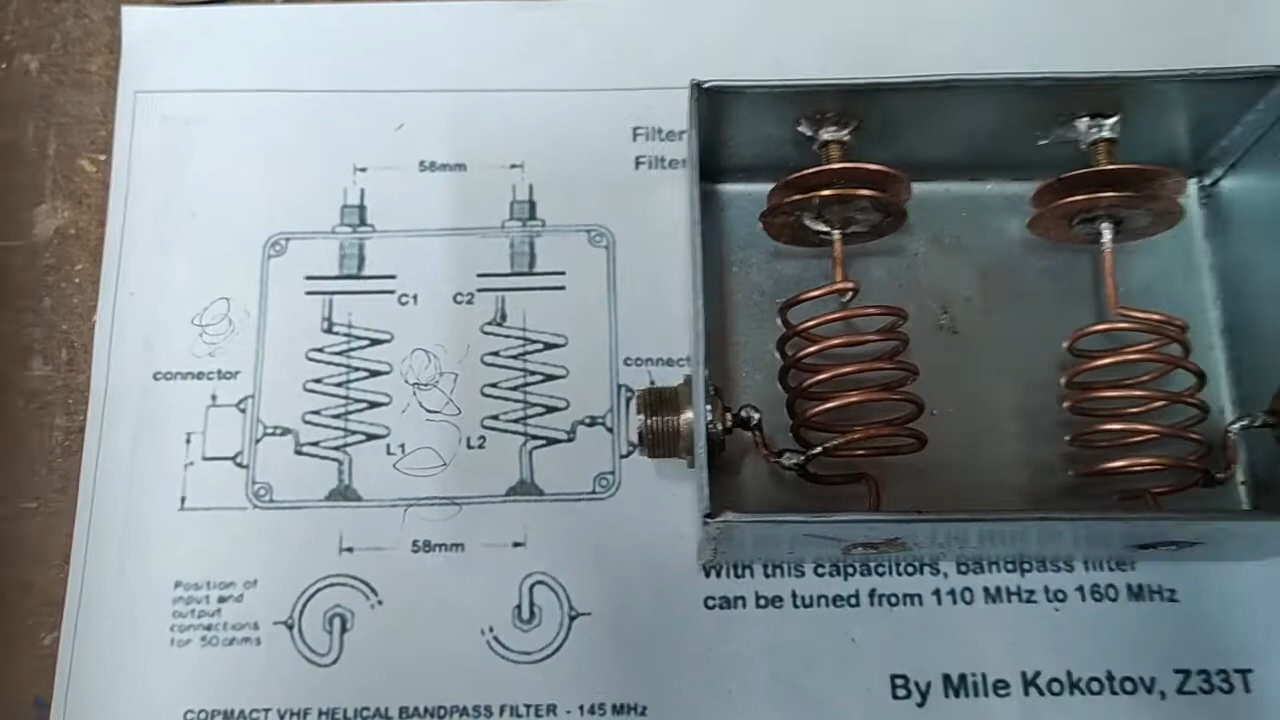 Filter
Filter
58mm
C1
C2
connector
connect
L1
L2
58mm
Position of
input and
output
connections
for 50ohms
With this capacitors, bandpass filter
can be tuned from 110 MHz to 160 MHz
By Mile Kokotov, Z33T
COPMACT VHF HELICAL BANDPASS FILTER - 145 MHz